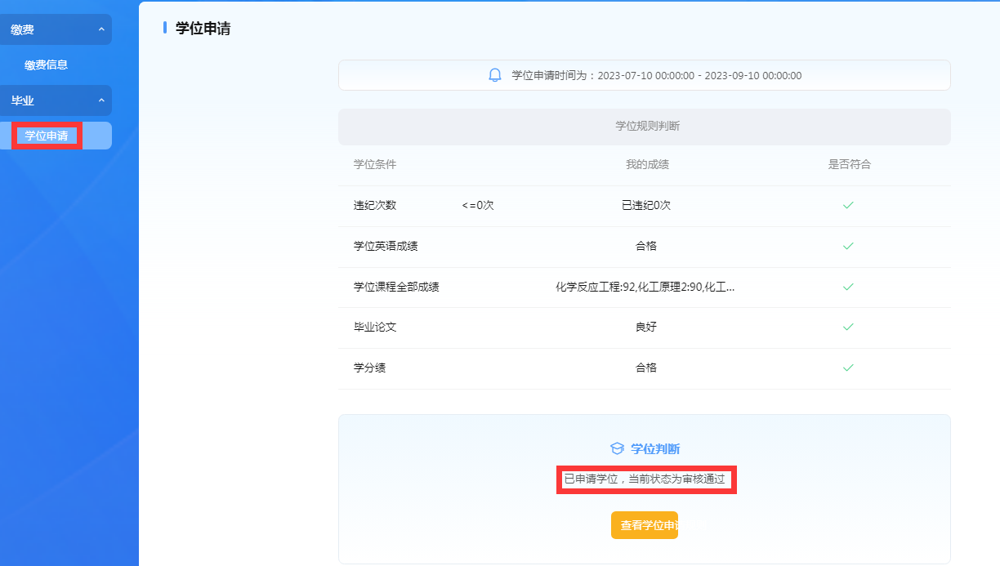 缴费
缴费信息
毕业
学位申请
学位申请
学位申请时间为：2023-07-10 00:00:00 - 2023-09-10 00:00:00
学位规则判断
学位条件 我的成绩 是否符合
违纪次数 <=0次 已违纪0次
学位英语成绩 合格
学位课程全部成绩 化学反应工程:92,化工原理2:90,化工...
毕业论文 良好
学分绩 合格
学位判断
已申请学位，当前状态为审核通过
查看学位申